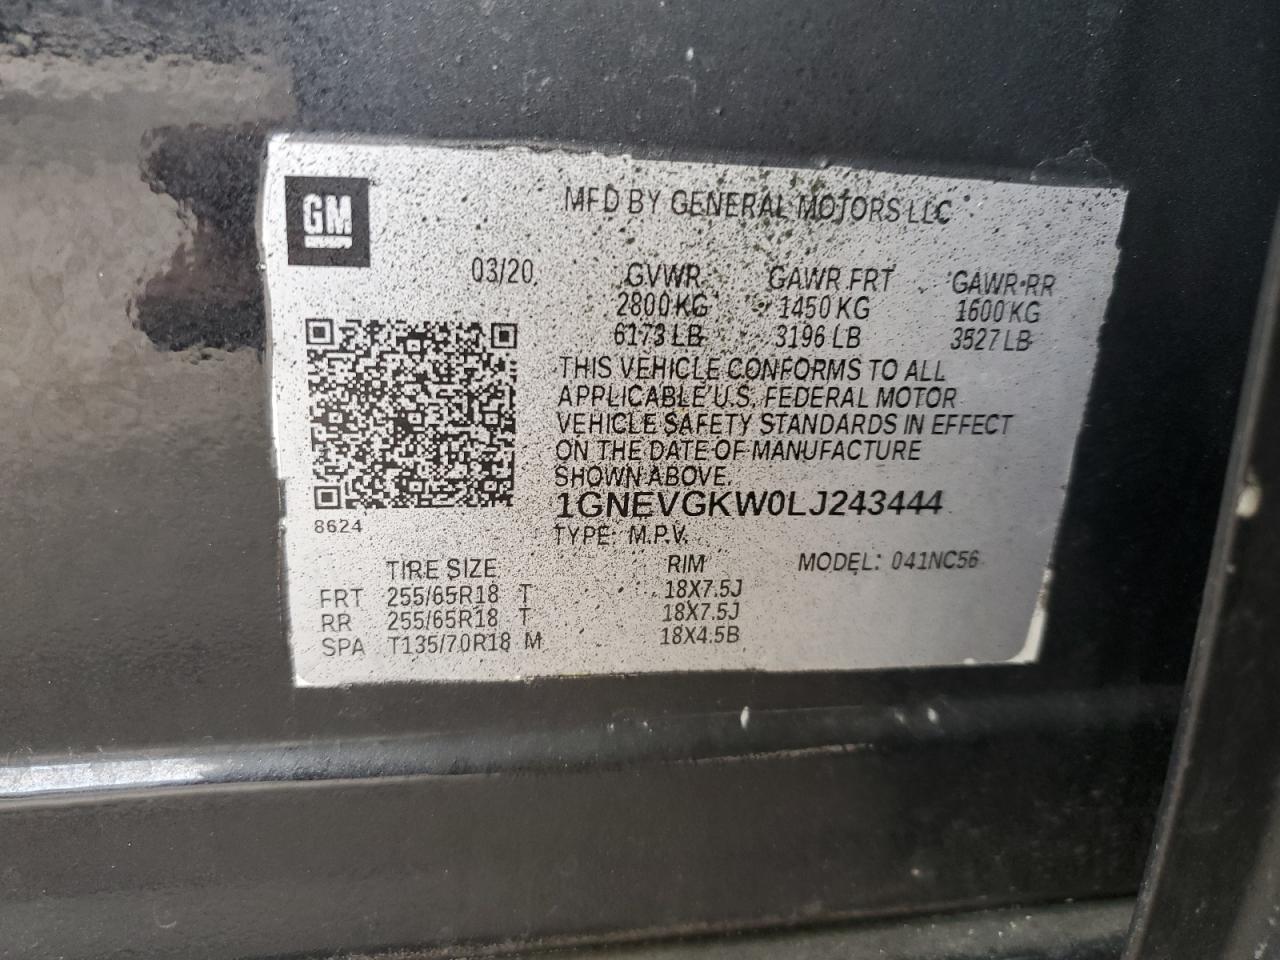 GM
MFD BY GENERAL MOTORS LLC
03/20
GVWR GAWR FRT GAWR RR
2800 KG 1450 KG 1600 KG
6173 LB 3196 LB 3527 LB
THIS VEHICLE CONFORMS TO ALL
APPLICABLE U.S. FEDERAL MOTOR
VEHICLE SAFETY STANDARDS IN EFFECT
ON THE DATE OF MANUFACTURE
SHOWN ABOVE.
1GNEVGKW0LJ243444
8624
TYPE: M.P.V.
TIRE SIZE RIM MODEL: 041NC56
FRT 255/65R18 T 18X7.5J
RR 255/65R18 T 18X7.5J
SPA T135/70R18 M 18X4.5B